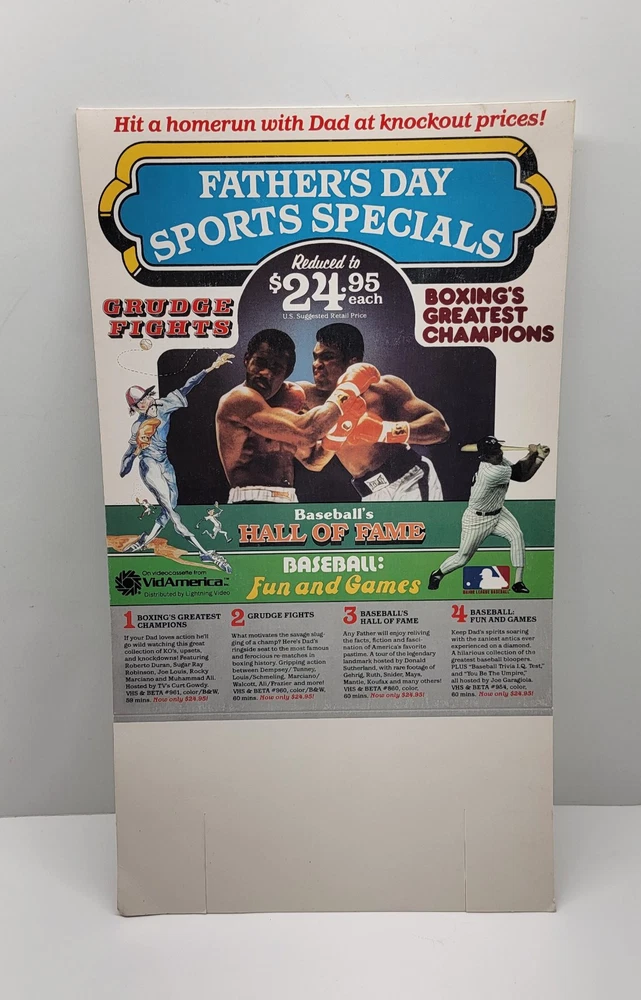 Hit a homerun with Dad at knockout prices!
FATHER'S DAY
SPORTS SPECIALS
Reduced to
$24.95
each
U.S. Suggested Retail Price
GRUDGE
FIGHTS
BOXING'S
GREATEST
CHAMPIONS
Baseball's
HALL OF FAME
BASEBALL:
Fun and Games
On videocassette from
VidAmerica
Distributed by Lightning Video
MAJOR LEAGUE BASEBALL
1 BOXING'S GREATEST
CHAMPIONS
If your Dad loves action he'll
go wild watching this great
collection of KO's, upsets,
and knockdowns! Featuring
Roberto Duran, Sugar Ray
Robinson, Joe Louis, Rocky
Marciano and Muhammad Ali.
Hosted by TV's Curt Gowdy.
VHS & BETA #961, color/B&W,
59 mins. Now only $24.95!
2 GRUDGE FIGHTS
What motivates the savage slug-
ging of a champ? Here's Dad's
ringside seat to the most famous
and ferocious re-matches in
boxing history. Gripping action
between Dempsey/Tunney,
Louis/Schmeling, Marciano/
Walcott, Ali/Frazier and more!
VHS & BETA #960, color/B&W,
60 mins. Now only $24.95!
3 BASEBALL'S
HALL OF FAME
Any Father will enjoy reliving
the facts, fiction and fasci-
nation of America's favorite
pastime. A tour of the legendary
landmark hosted by Donald
Sutherland, with rare footage of
Gehrig, Ruth, Snider, Mays,
Mantle, Koufax and many others!
VHS & BETA #980, color,
60 mins. Now only $24.95!
4 BASEBALL:
FUN AND GAMES
Keep Dad's spirits soaring
with the zaniest antics ever
experienced on a diamond.
A hilarious collection of the
greatest baseball bloopers.
PLUS "Baseball Trivia I.Q. Test,"
and "You Be The Umpire,"
all hosted by Joe Garagiola.
VHS & BETA #954, color,
60 mins. Now only $24.95!